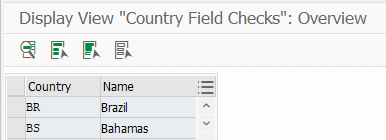 Display View "Country Field Checks": Overview
Country Name
BR Brazil
BS Bahamas